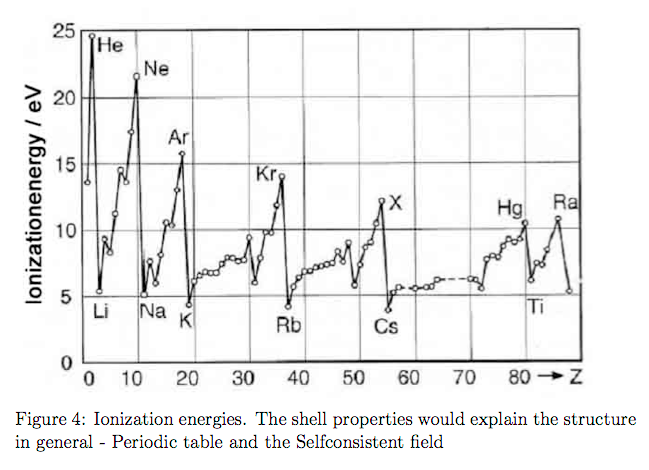 25
20
15
10
5
0
Ionizationenergy / eV
He
Ne
Ar
Kr
X
Hg
Ra
Li
Na
K
Rb
Cs
Ti
0 10 20 30 40 50 60 70 80 → Z
Figure 4: Ionization energies. The shell properties would explain the structure
in general - Periodic table and the Selfconsistent field